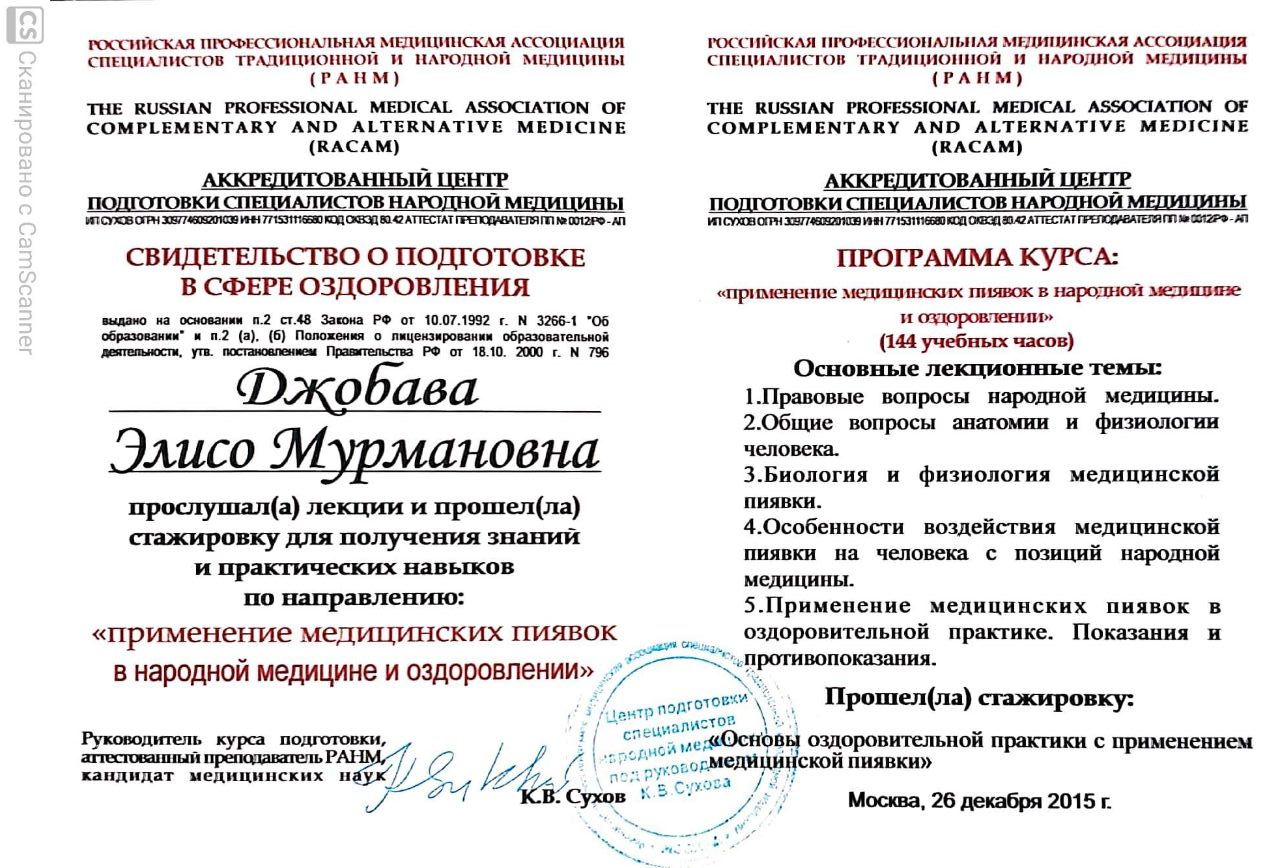 CS Сканировано с CamScanner
РОССИЙСКАЯ ПРОФЕССИОНАЛЬНАЯ МЕДИЦИНСКАЯ АССОЦИАЦИЯ
СПЕЦИАЛИСТОВ ТРАДИЦИОННОЙ И НАРОДНОЙ МЕДИЦИНЫ
(РАНМ)
THE RUSSIAN PROFESSIONAL MEDICAL ASSOCIATION OF
COMPLEMENTARY AND ALTERNATIVE MEDICINE
(RACAM)
АККРЕДИТОВАННЫЙ ЦЕНТР
ПОДГОТОВКИ СПЕЦИАЛИСТОВ НАРОДНОЙ МЕДИЦИНЫ
ИП СУХОВ ОГРН 309774609201039 ИНН 771531116680 КОД ОКВЭД 80.42 АТТЕСТАТ ПРЕПОДАВАТЕЛЯ ПП № 0012РФ - АП
СВИДЕТЕЛЬСТВО О ПОДГОТОВКЕ
В СФЕРЕ ОЗДОРОВЛЕНИЯ
выдано на основании п.2 ст.48 Закона РФ от 10.07.1992 г. N 3266-1 "Об
образовании" и п.2 (а), (б) Положения о лицензировании образовательной
деятельности, утв. постановлением Правительства РФ от 18.10. 2000 г. N 796
Джобава
Элисо Мурмановна
прослушал(а) лекции и прошел(ла)
стажировку для получения знаний
и практических навыков
по направлению:
«применение медицинских пиявок
в народной медицине и оздоровлении»
Руководитель курса подготовки,
аттестованный преподаватель РАНМ,
кандидат медицинских наук
К.В. Сухов
Центр подготовки
специалистов
народной медицины
под руководством
К.В.Сухова
РОССИЙСКАЯ ПРОФЕССИОНАЛЬНАЯ МЕДИЦИНСКАЯ АССОЦИАЦИЯ
СПЕЦИАЛИСТОВ ТРАДИЦИОННОЙ И НАРОДНОЙ МЕДИЦИНЫ
(РАНМ)
THE RUSSIAN PROFESSIONAL MEDICAL ASSOCIATION OF
COMPLEMENTARY AND ALTERNATIVE MEDICINE
(RACAM)
АККРЕДИТОВАННЫЙ ЦЕНТР
ПОДГОТОВКИ СПЕЦИАЛИСТОВ НАРОДНОЙ МЕДИЦИНЫ
ИП СУХОВ ОГРН 309774609201039 ИНН 771531116680 КОД ОКВЭД 80.42 АТТЕСТАТ ПРЕПОДАВАТЕЛЯ ПП № 0012РФ - АП
ПРОГРАММА КУРСА:
«применение медицинских пиявок в народной медицине
и оздоровлении»
(144 учебных часов)
Основные лекционные темы:
1.Правовые вопросы народной медицины.
2.Общие вопросы анатомии и физиологии
человека.
3.Биология и физиология медицинской
пиявки.
4.Особенности воздействия медицинской
пиявки на человека с позиций народной
медицины.
5.Применение медицинских пиявок в
оздоровительной практике. Показания и
противопоказания.
Прошел(ла) стажировку:
«Основы оздоровительной практики с применением
медицинской пиявки»
Москва, 26 декабря 2015 г.